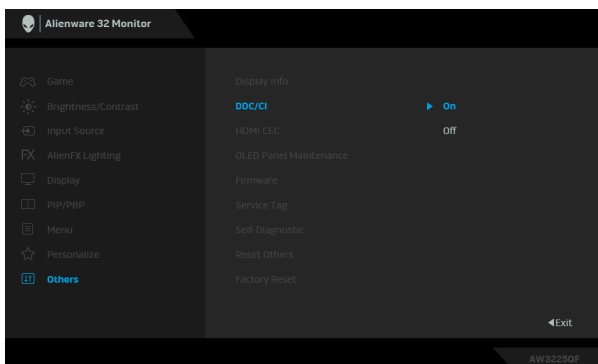 Alienware 32 Monitor
Game
Brightness/Contrast
Input Source
AlienFX Lighting
Display
PIP/PBP
Menu
Personalize
Others
Display Info
DDC/CI On
HDMI CEC Off
OLED Panel Maintenance
Firmware
Service Tag
Self-Diagnostic
Reset Others
Factory Reset
Exit
AW3225QF